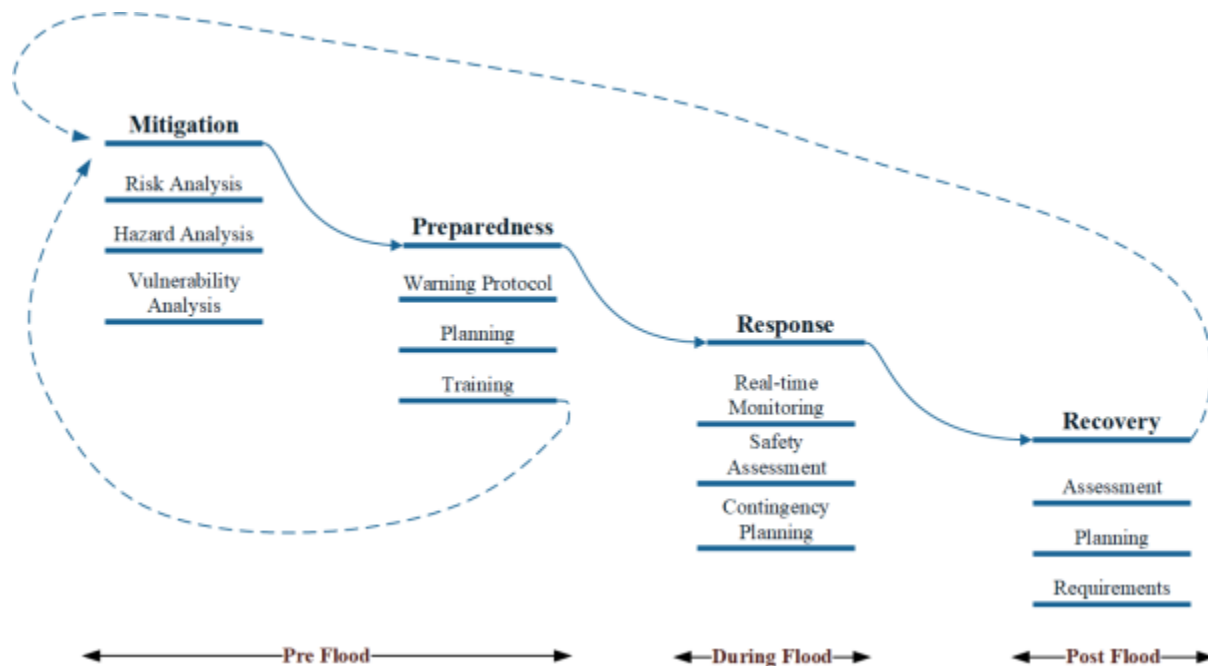 Mitigation
Risk Analysis
Hazard Analysis
Vulnerability
Analysis
Preparedness
Warning Protocol
Planning
Training
Response
Real-time
Monitoring
Safety
Assessment
Contingency
Planning
Recovery
Assessment
Planning
Requirements
Pre Flood
During Flood
Post Flood